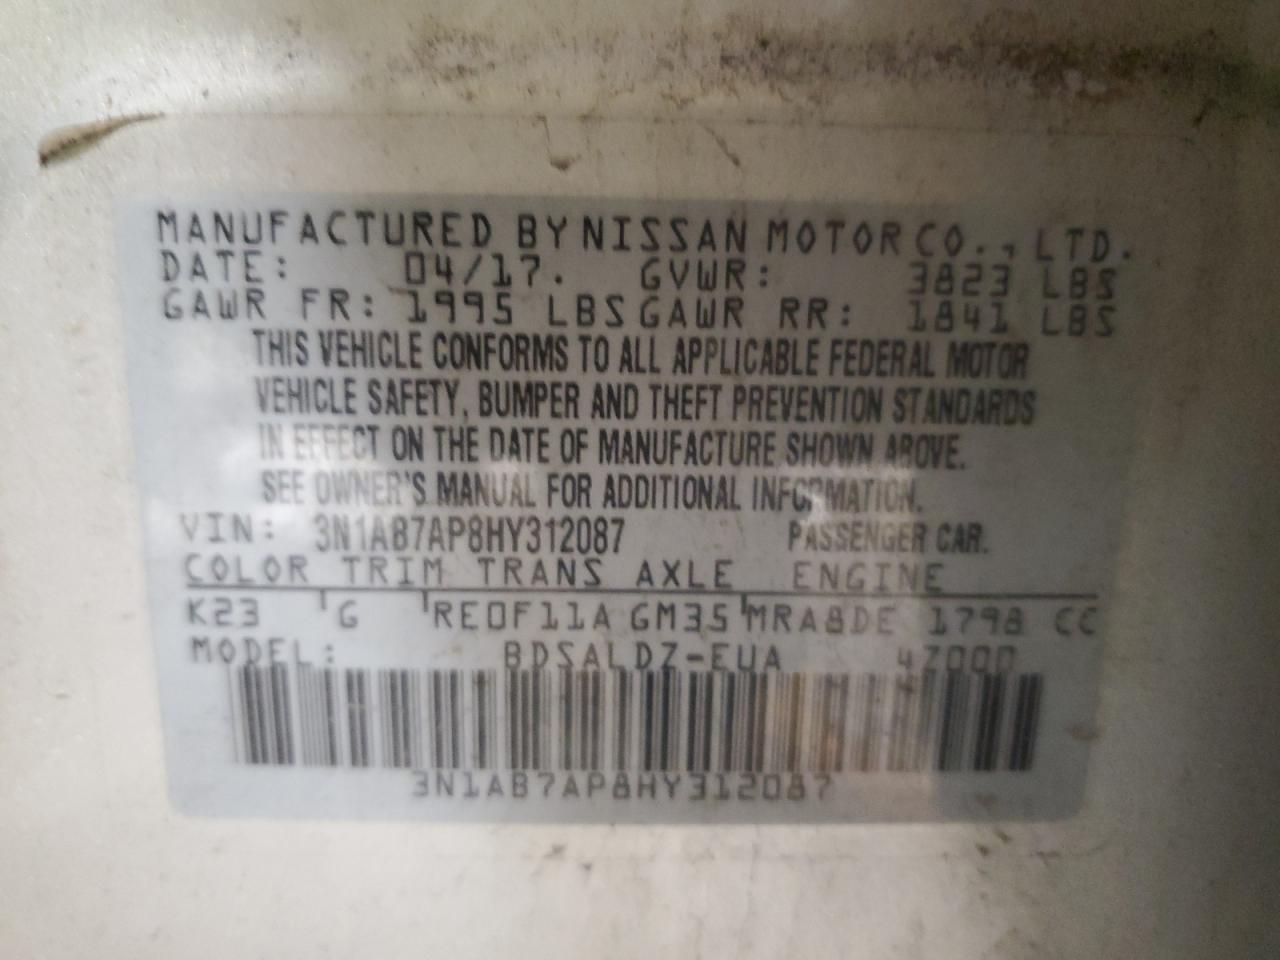 MANUFACTURED BY NISSAN MOTOR CO., LTD.
DATE: 04/17. GVWR: 3823 LBS
GAWR FR: 1995 LBS GAWR RR: 1841 LBS
THIS VEHICLE CONFORMS TO ALL APPLICABLE FEDERAL MOTOR
VEHICLE SAFETY, BUMPER AND THEFT PREVENTION STANDARDS
IN EFFECT ON THE DATE OF MANUFACTURE SHOWN ABOVE.
SEE OWNER'S MANUAL FOR ADDITIONAL INFORMATION.
VIN: 3N1AB7AP8HY312087 PASSENGER CAR.
COLOR TRIM TRANS AXLE ENGINE
K23 G RE0F11A GM35 MRA8DE 1798 CC
MODEL: BDSALDZ-EUA 47000
3N1AB7AP8HY312087